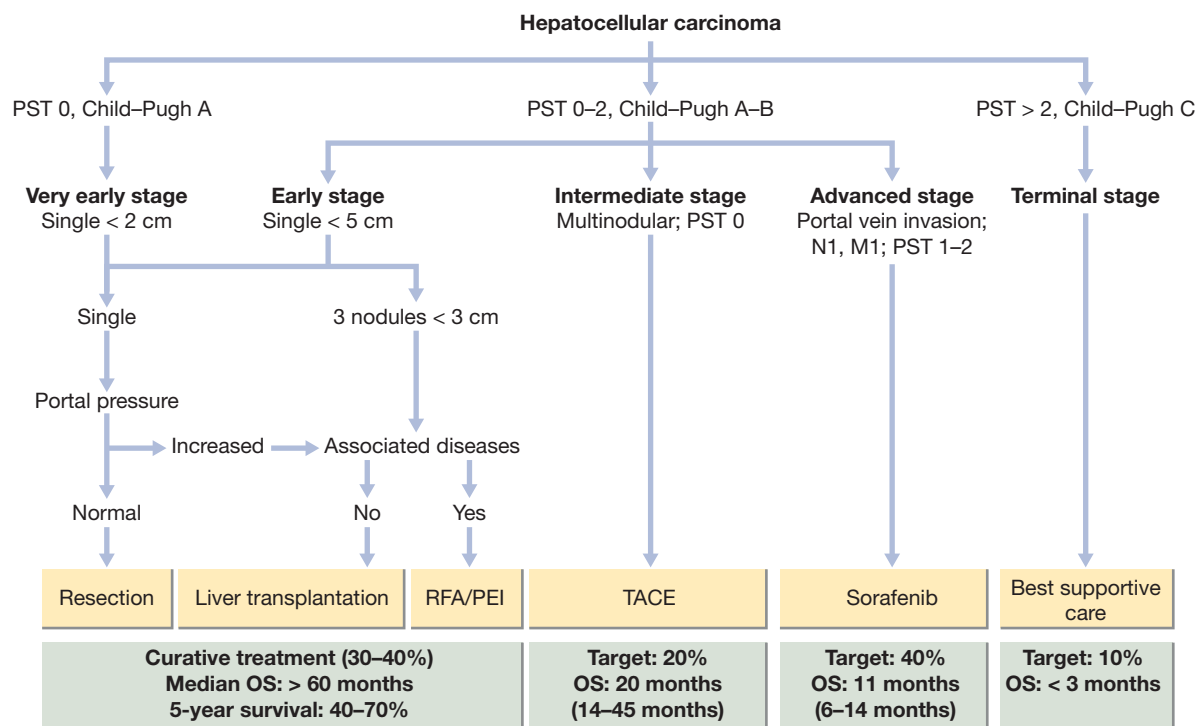 Hepatocellular carcinoma
PST 0, Child–Pugh A
PST 0–2, Child–Pugh A–B
PST > 2, Child–Pugh C
Very early stage
Single < 2 cm
Early stage
Single < 5 cm
Intermediate stage
Multinodular; PST 0
Advanced stage
Portal vein invasion;
N1, M1; PST 1–2
Terminal stage
Single
3 nodules < 3 cm
Portal pressure
Increased
Associated diseases
Normal
No
Yes
Resection
Liver transplantation
RFA/PEI
TACE
Sorafenib
Best supportive
care
Curative treatment (30–40%)
Median OS: > 60 months
5-year survival: 40–70%
Target: 20%
OS: 20 months
(14–45 months)
Target: 40%
OS: 11 months
(6–14 months)
Target: 10%
OS: < 3 months